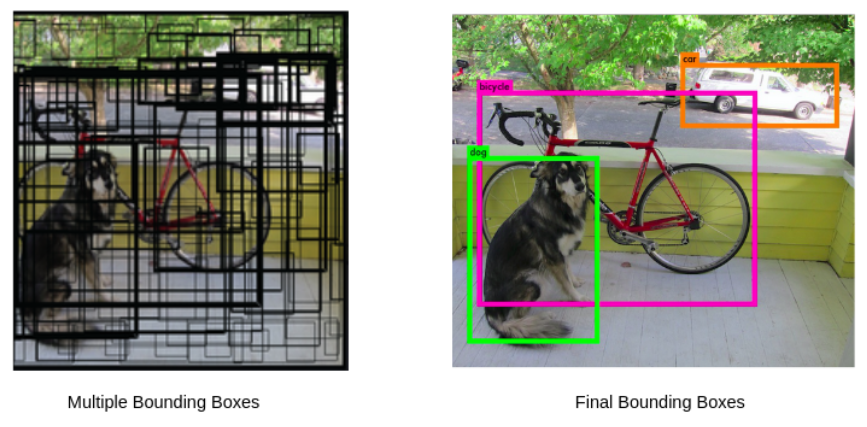 car
bicycle
dog
Multiple Bounding Boxes
Final Bounding Boxes